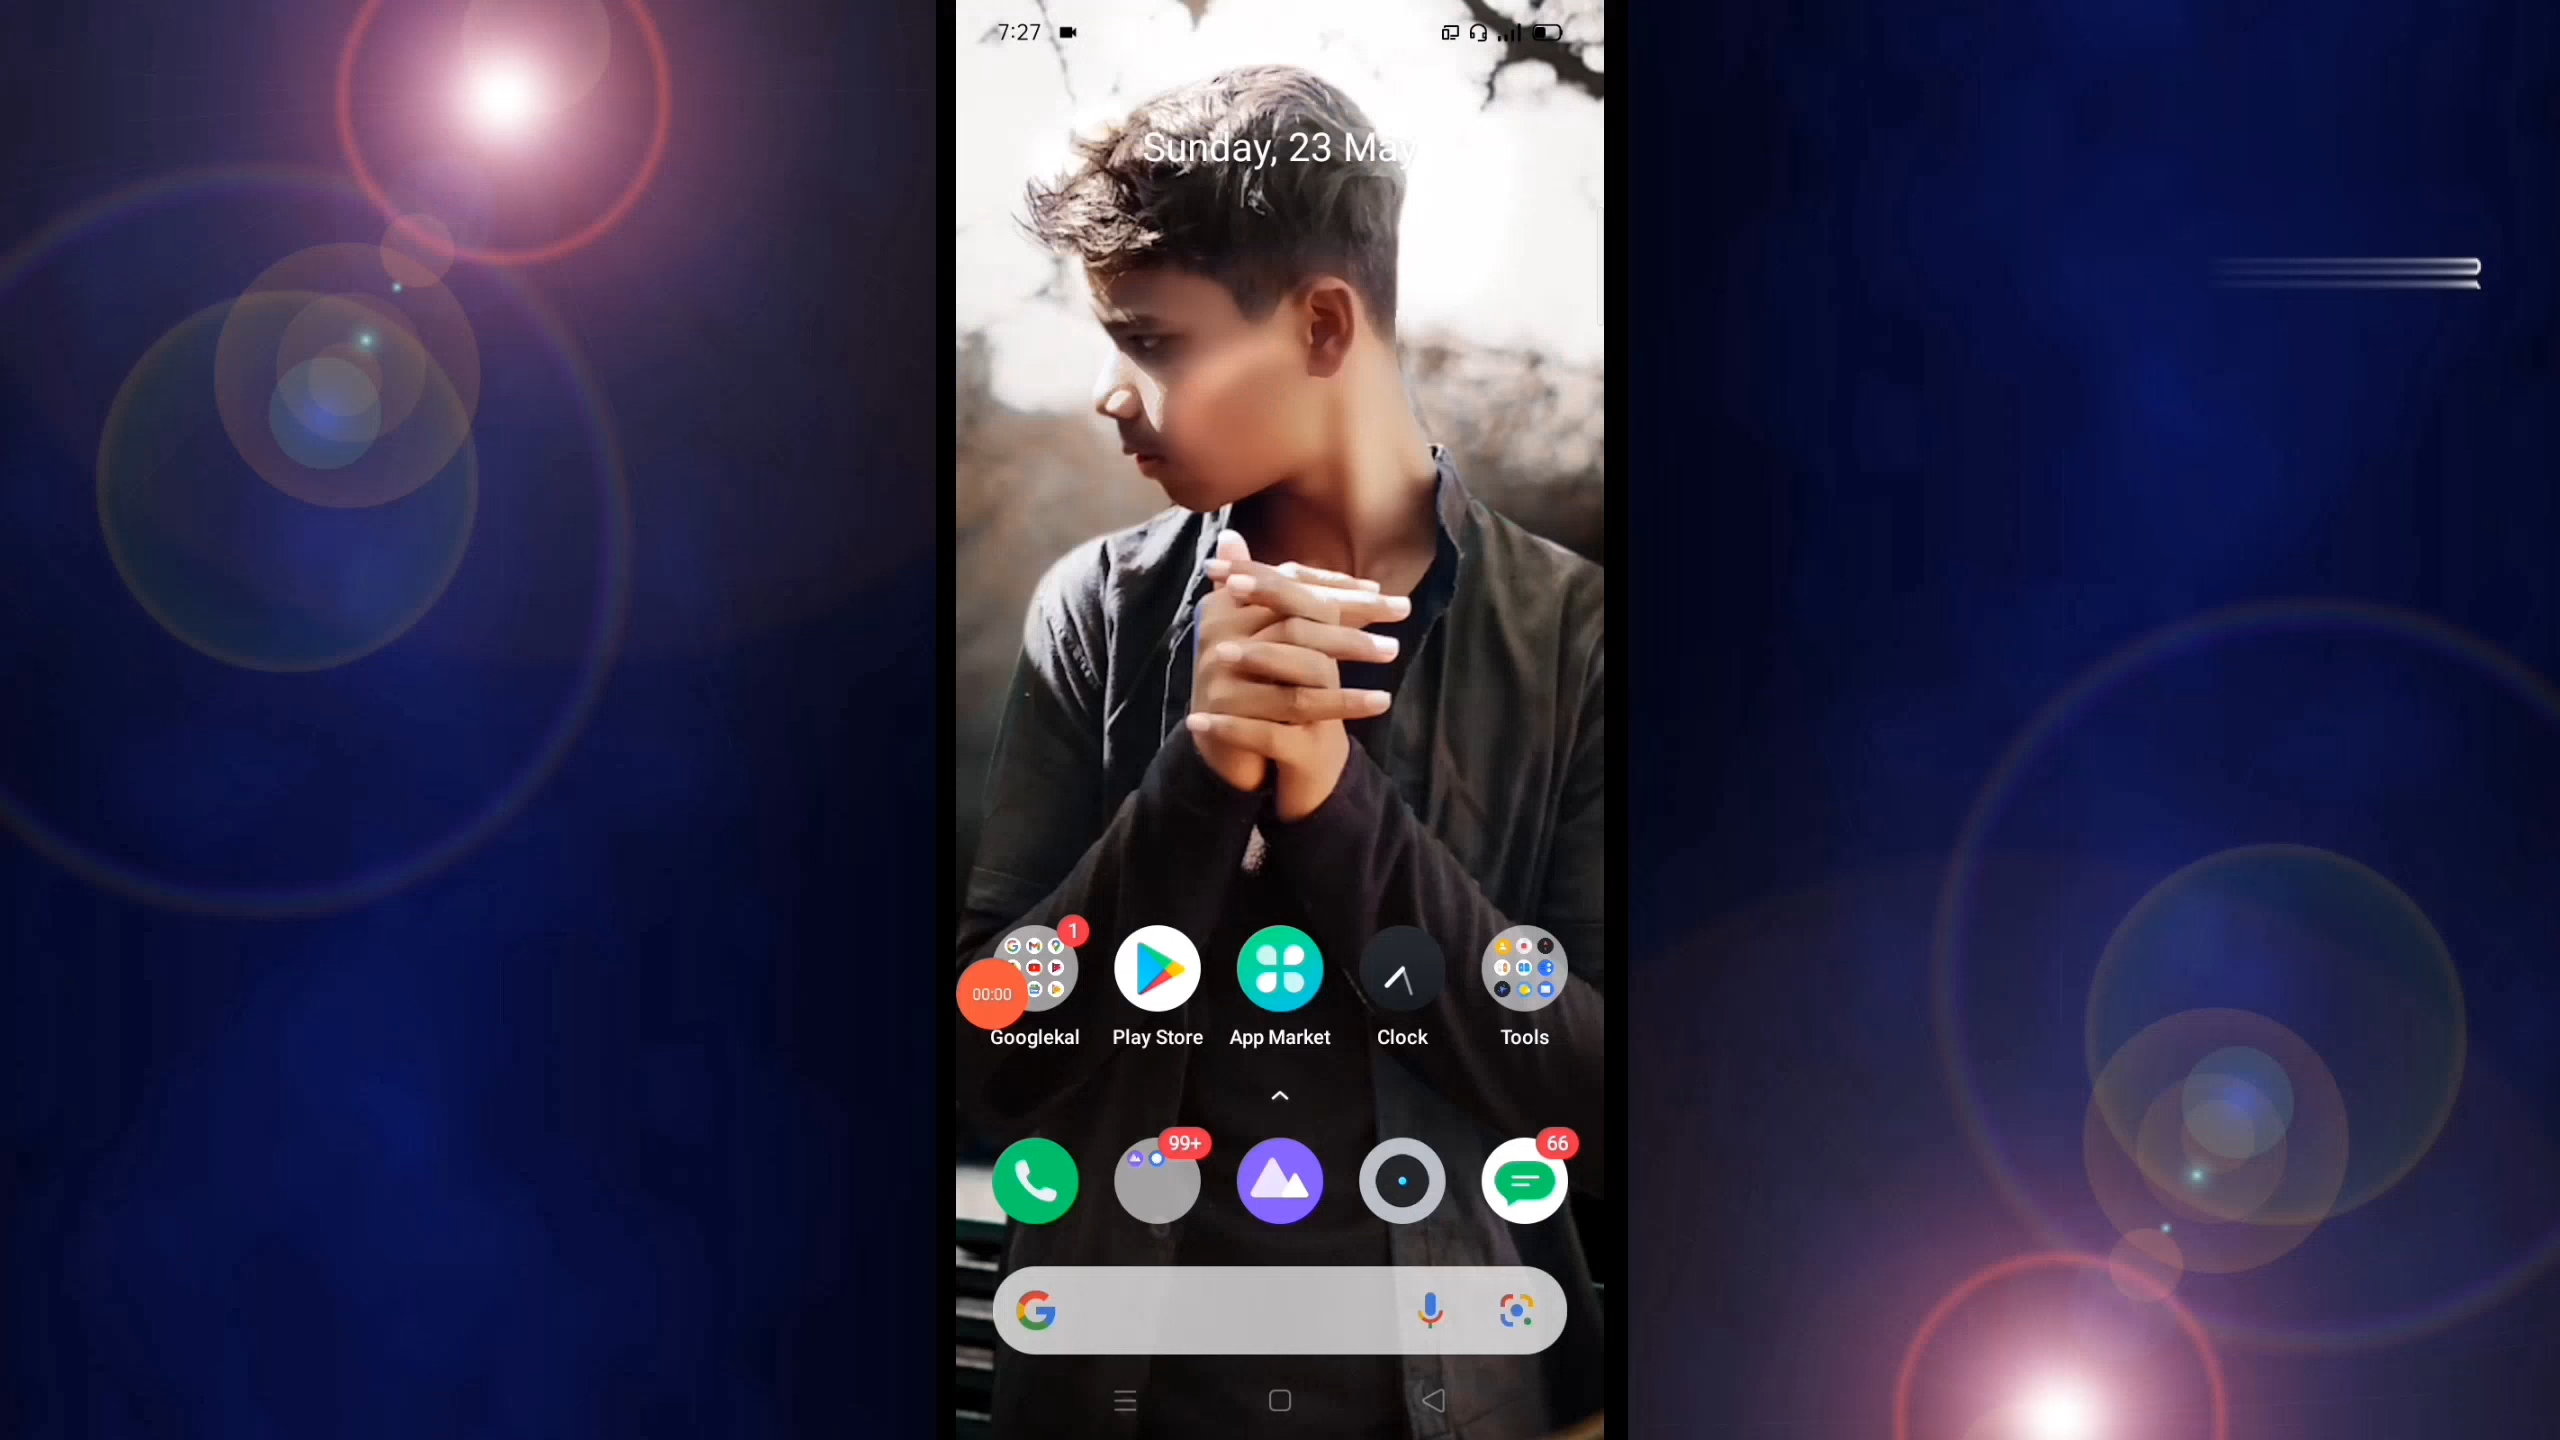 7:27
Sunday, 23 May
1
00:00
Googlekal
Play Store
App Market
Clock
Tools
99+
66